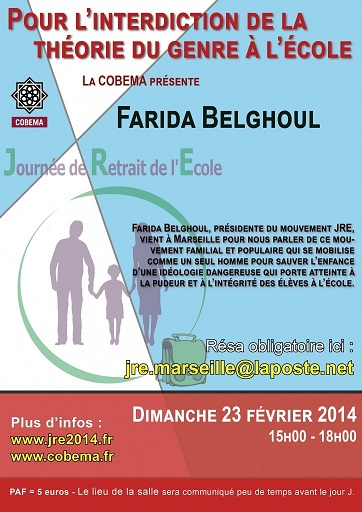 POUR L'INTERDICTION DE LA
THÉORIE DU GENRE À L'ÉCOLE
LA COBEMA PRÉSENTE
COBEMA
FARIDA BELGHOUL
Journée de Retrait de l'Ecole
FARIDA BELGHOUL, PRÉSIDENTE DU MOUVEMENT JRE,
VIENT À MARSEILLE POUR NOUS PARLER DE CE MOU-
VEMENT FAMILIAL ET POPULAIRE QUI SE MOBILISE
COMME UN SEUL HOMME POUR SAUVER L'ENFANCE
D'UNE IDÉOLOGIE DANGEREUSE QUI PORTE ATTEINTE À
LA PUDEUR ET À L'INTÉGRITÉ DES ÉLÈVES À L'ÉCOLE.
Résa obligatoire ici :
jre.marseille@laposte.net
Plus d'infos :
www.jre2014.fr
www.cobema.fr
DIMANCHE 23 FÉVRIER 2014
15H00 - 18H00
PAF = 5 euros - Le lieu de la salle sera communiqué peu de temps avant le jour J.